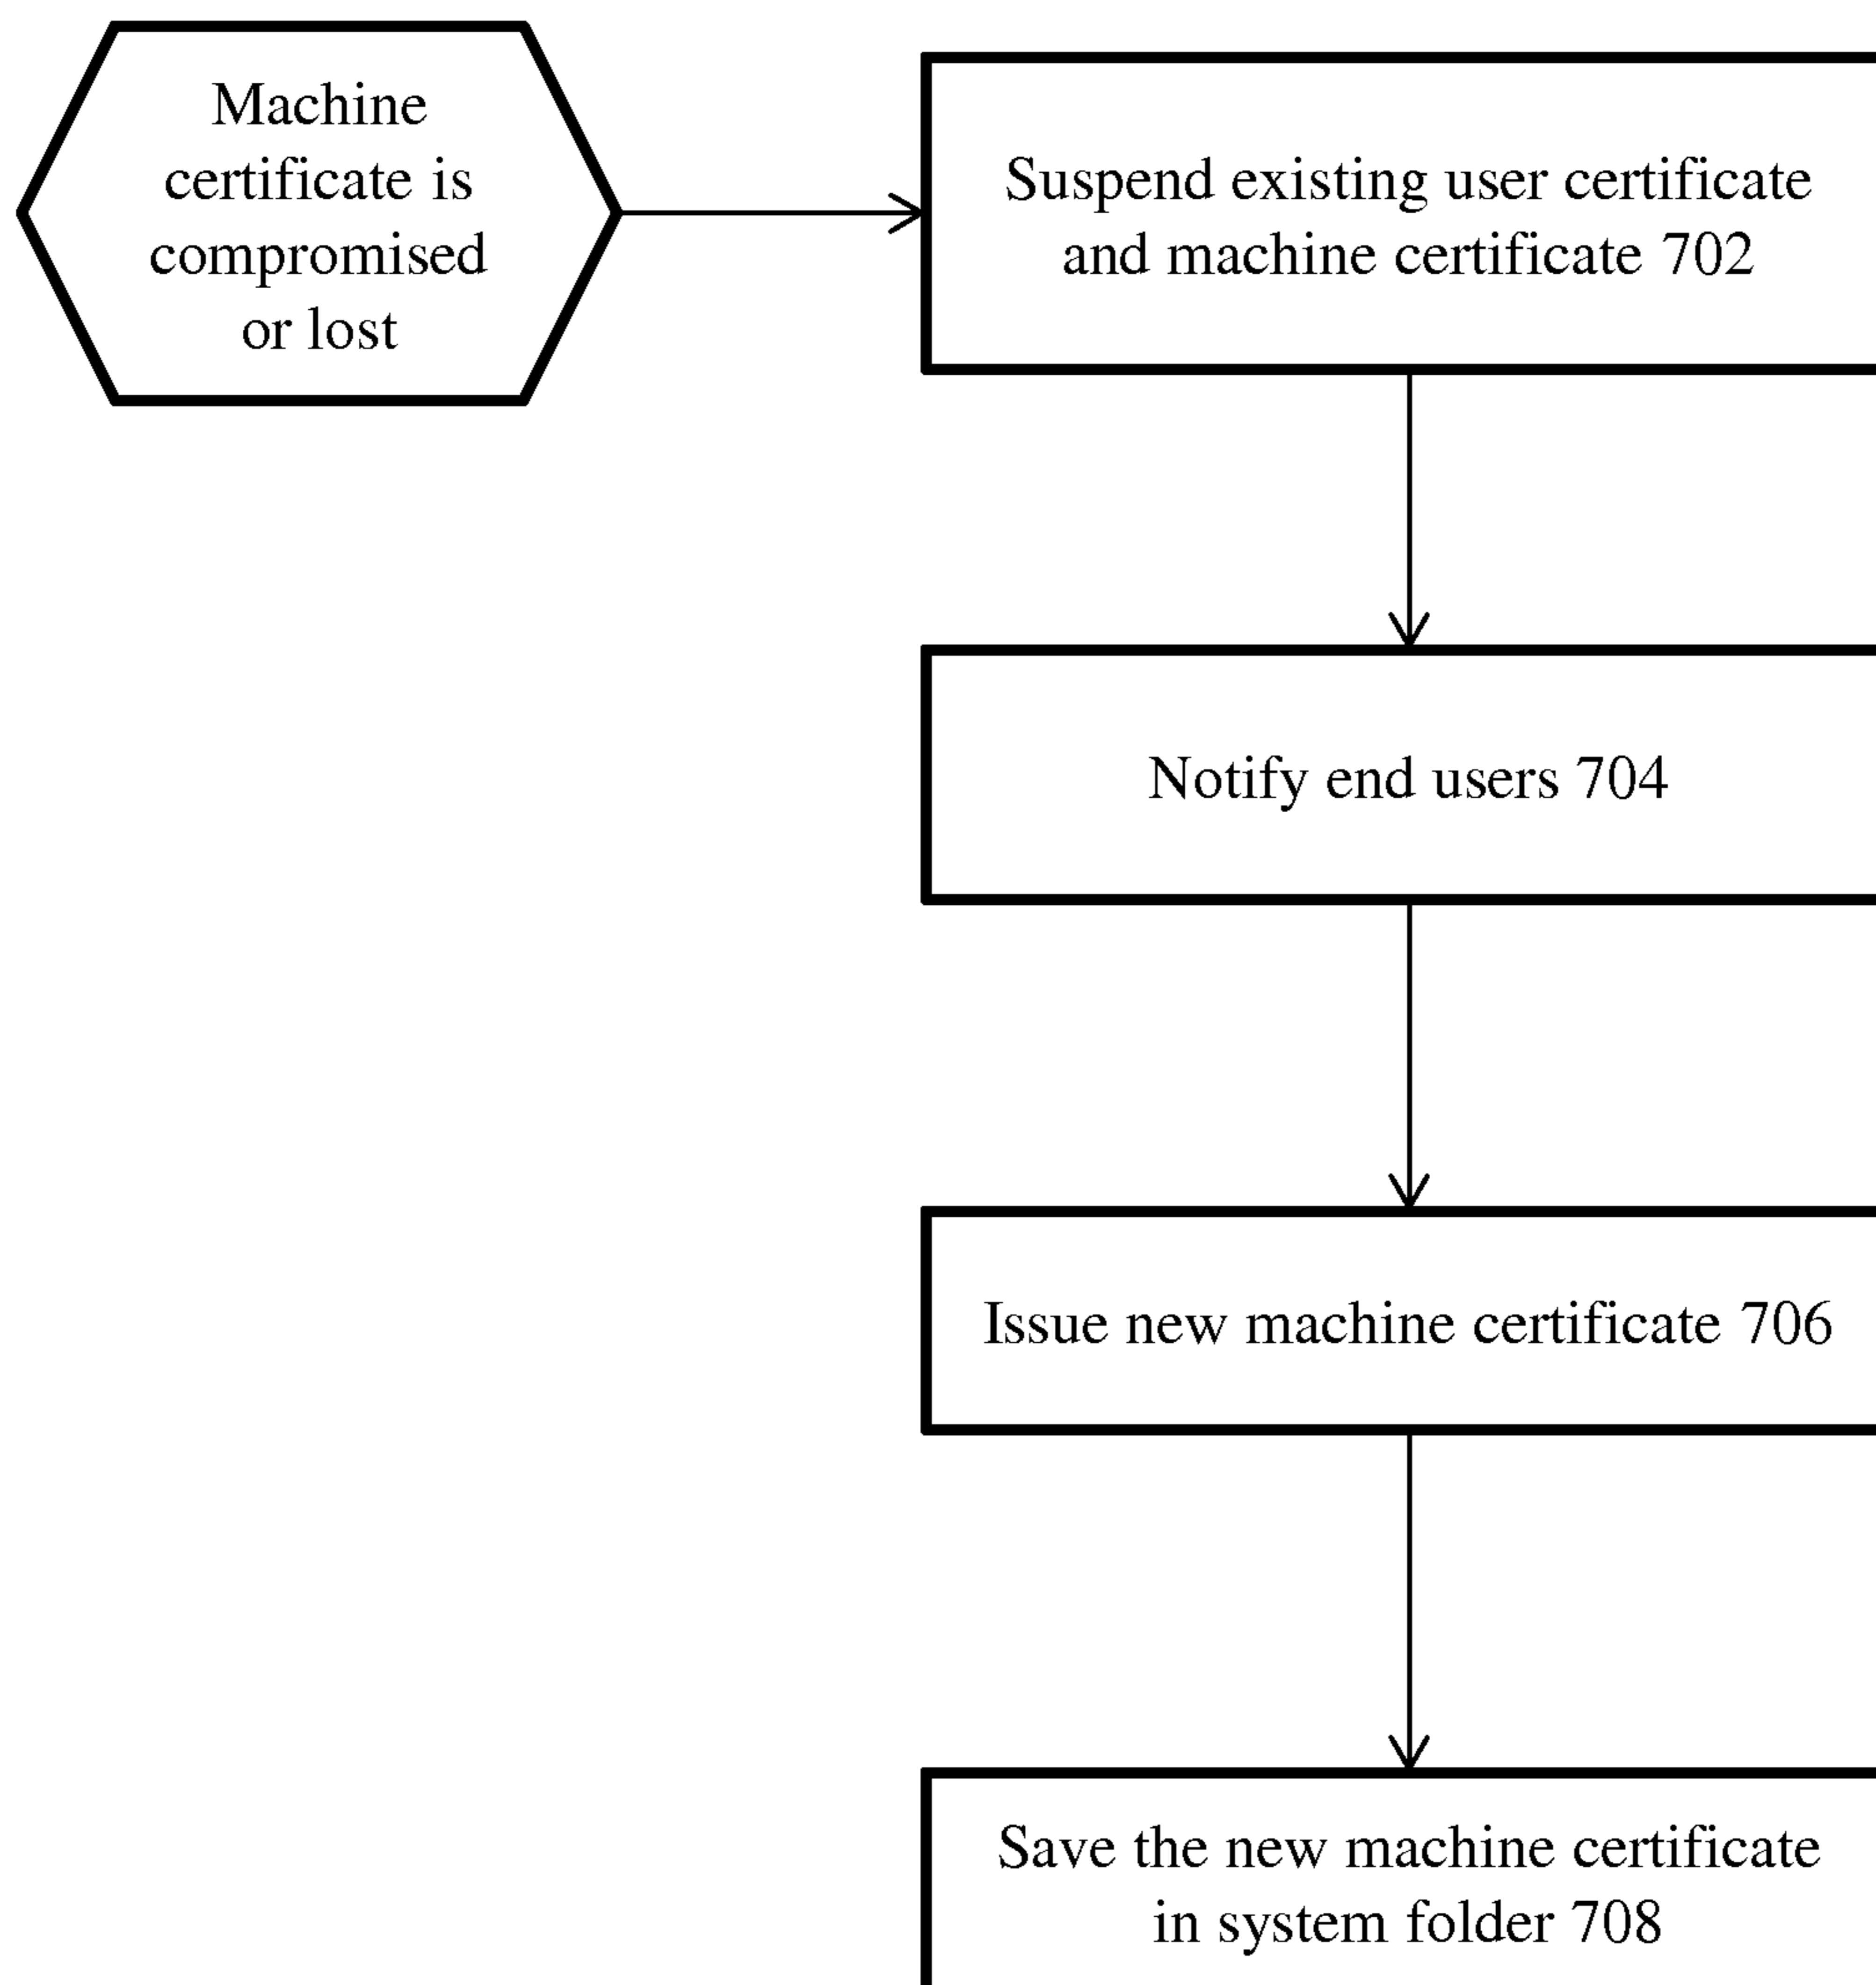 Machine
certificate is
compromised
or lost
Suspend existing user certificate
and machine certificate 702
Notify end users 704
Issue new machine certificate 706
Save the new machine certificate
in system folder 708